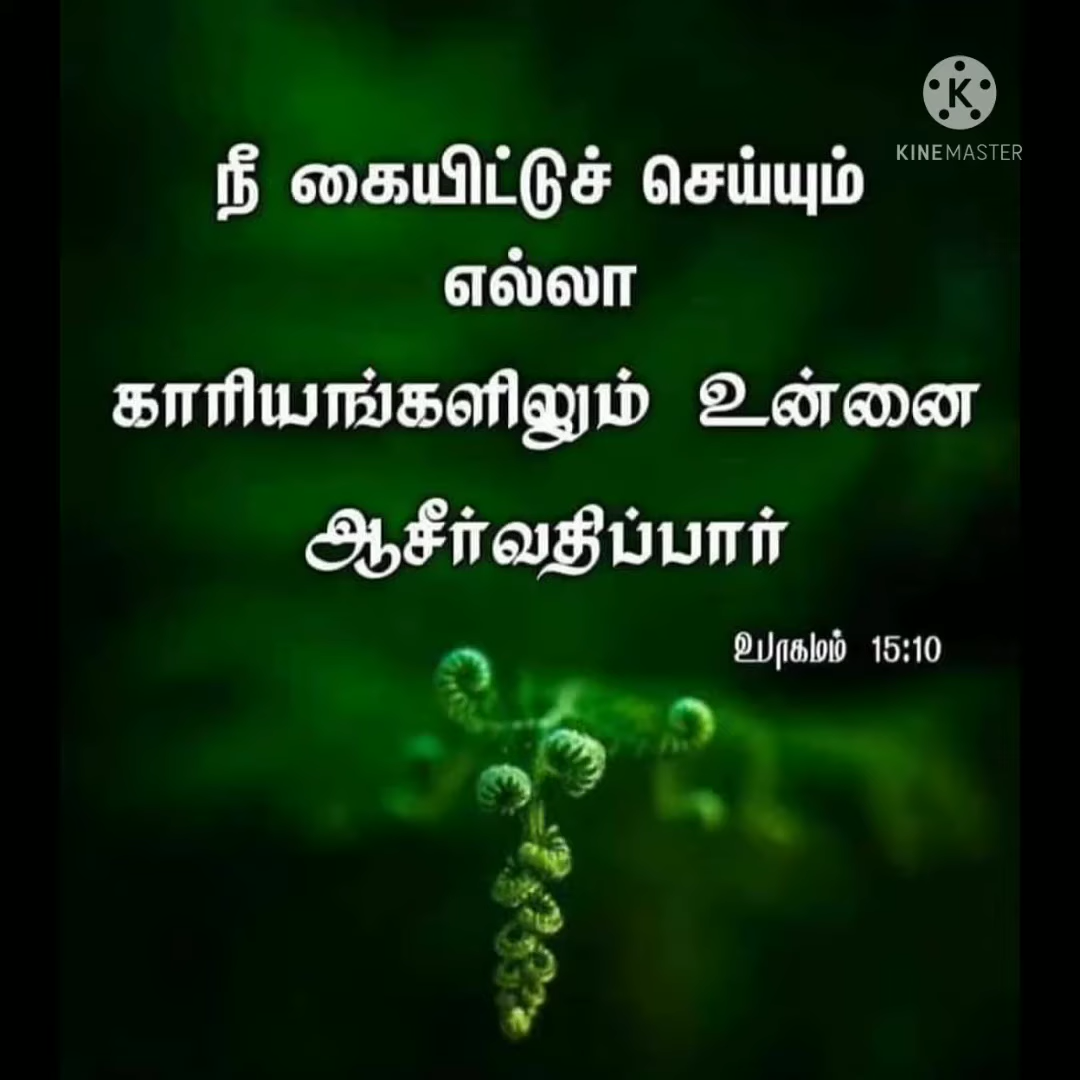 K
KINEMASTER
நீ கையிட்டுச் செய்யும்
எல்லா
காரியங்களிலும் உன்னை
ஆசீர்வதிப்பார்
உபாகமம் 15:10